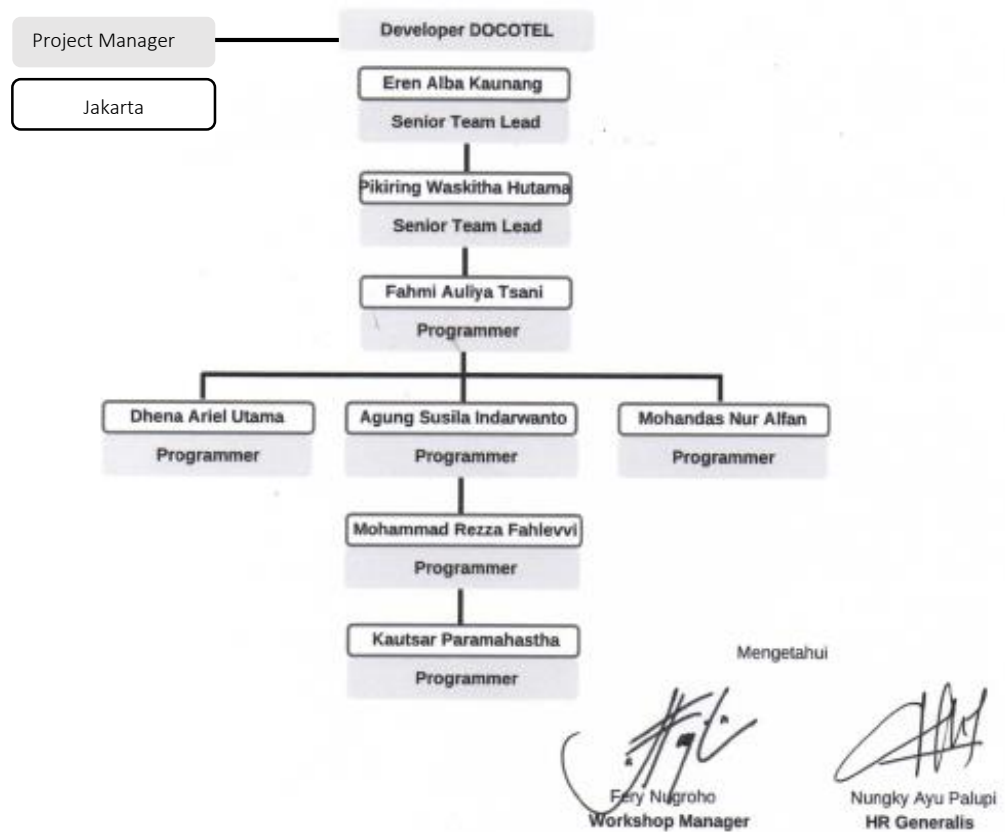 Project Manager
Developer DOCOTEL
Jakarta
Eren Alba Kaunang
Senior Team Lead
Pikiring Waskitha Hutama
Senior Team Lead
Fahmi Auliya Tsani
Programmer
Dhena Ariel Utama
Agung Susila Indarwanto
Mohandas Nur Alfan
Programmer
Programmer
Programmer
Mohammad Rezza Fahlevvi
Programmer
Kautsar Paramahastha
Programmer
Mengetahui
Fery Nugroho
Nungky Ayu Palupi
Workshop Manager
HR Generalis